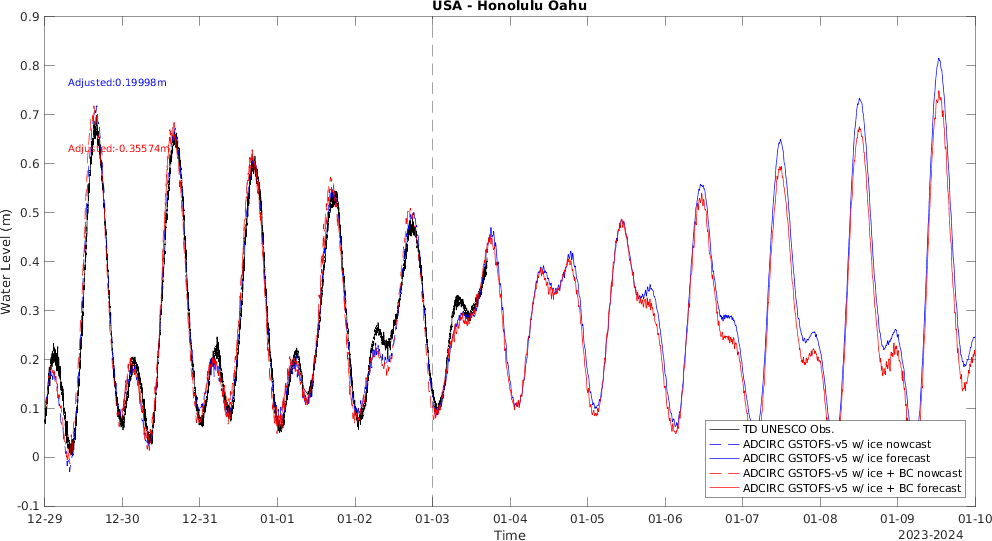 USA - Honolulu Oahu
0.9
0.8
Adjusted:0.19998m
0.7
Adjusted:-0.35574m
0.6
0.5
Water Level (m)
0.4
0.3
0.2
0.1
TD UNESCO Obs.
ADCIRC GSTOFS-v5 w/ ice nowcast
0
ADCIRC GSTOFS-v5 w/ ice forecast
ADCIRC GSTOFS-v5 w/ ice + BC nowcast
ADCIRC GSTOFS-v5 w/ ice + BC forecast
-0.1
12-29 12-30 12-31 01-01 01-02 01-03 01-04 01-05 01-06 01-07 01-08 01-09 01-10
Time
2023-2024